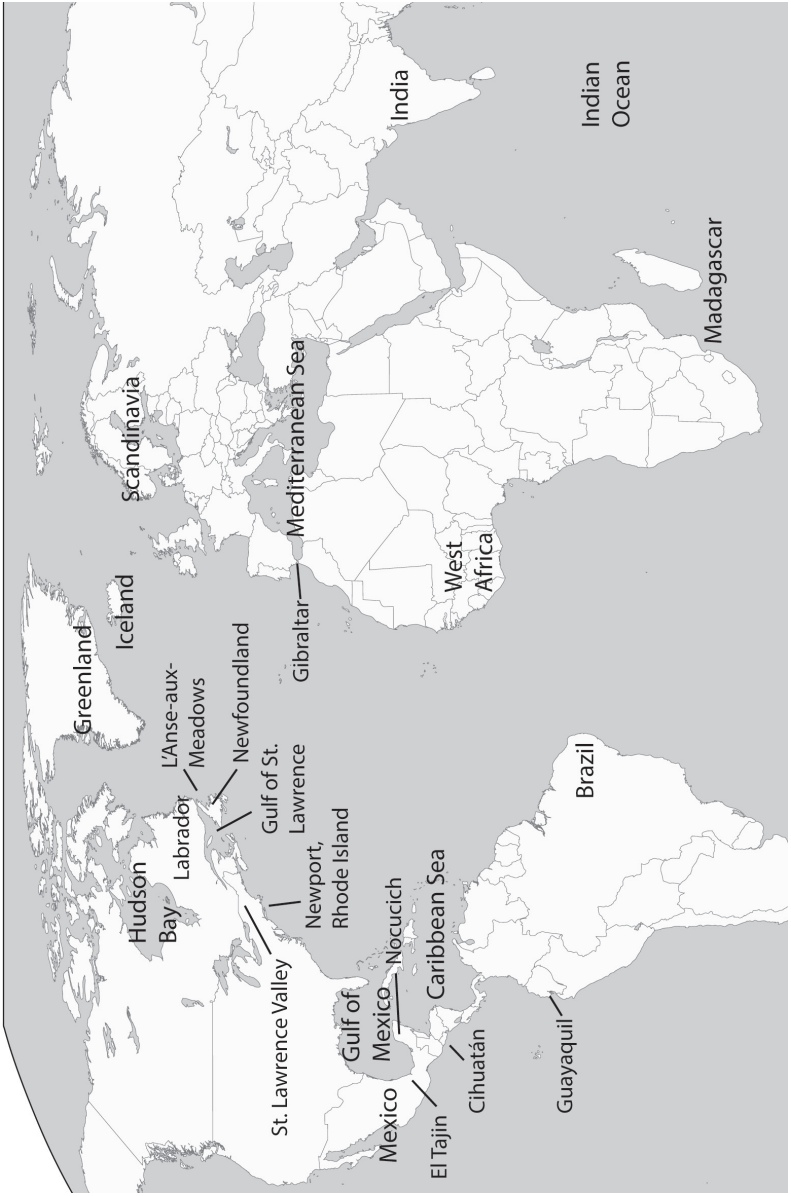 Greenland
Iceland
Scandinavia
Hudson
Bay
Labrador
L'Anse-aux-
Meadows
Newfoundland
Gulf of St.
Lawrence
Newport,
Rhode Island
St. Lawrence Valley
Gibraltar
Mediterranean Sea
India
Indian
Ocean
Gulf of
Mexico
Nocucich
Caribbean Sea
Mexico
El Tajin
Cihuatán
West
Africa
Guayaquil
Brazil
Madagascar